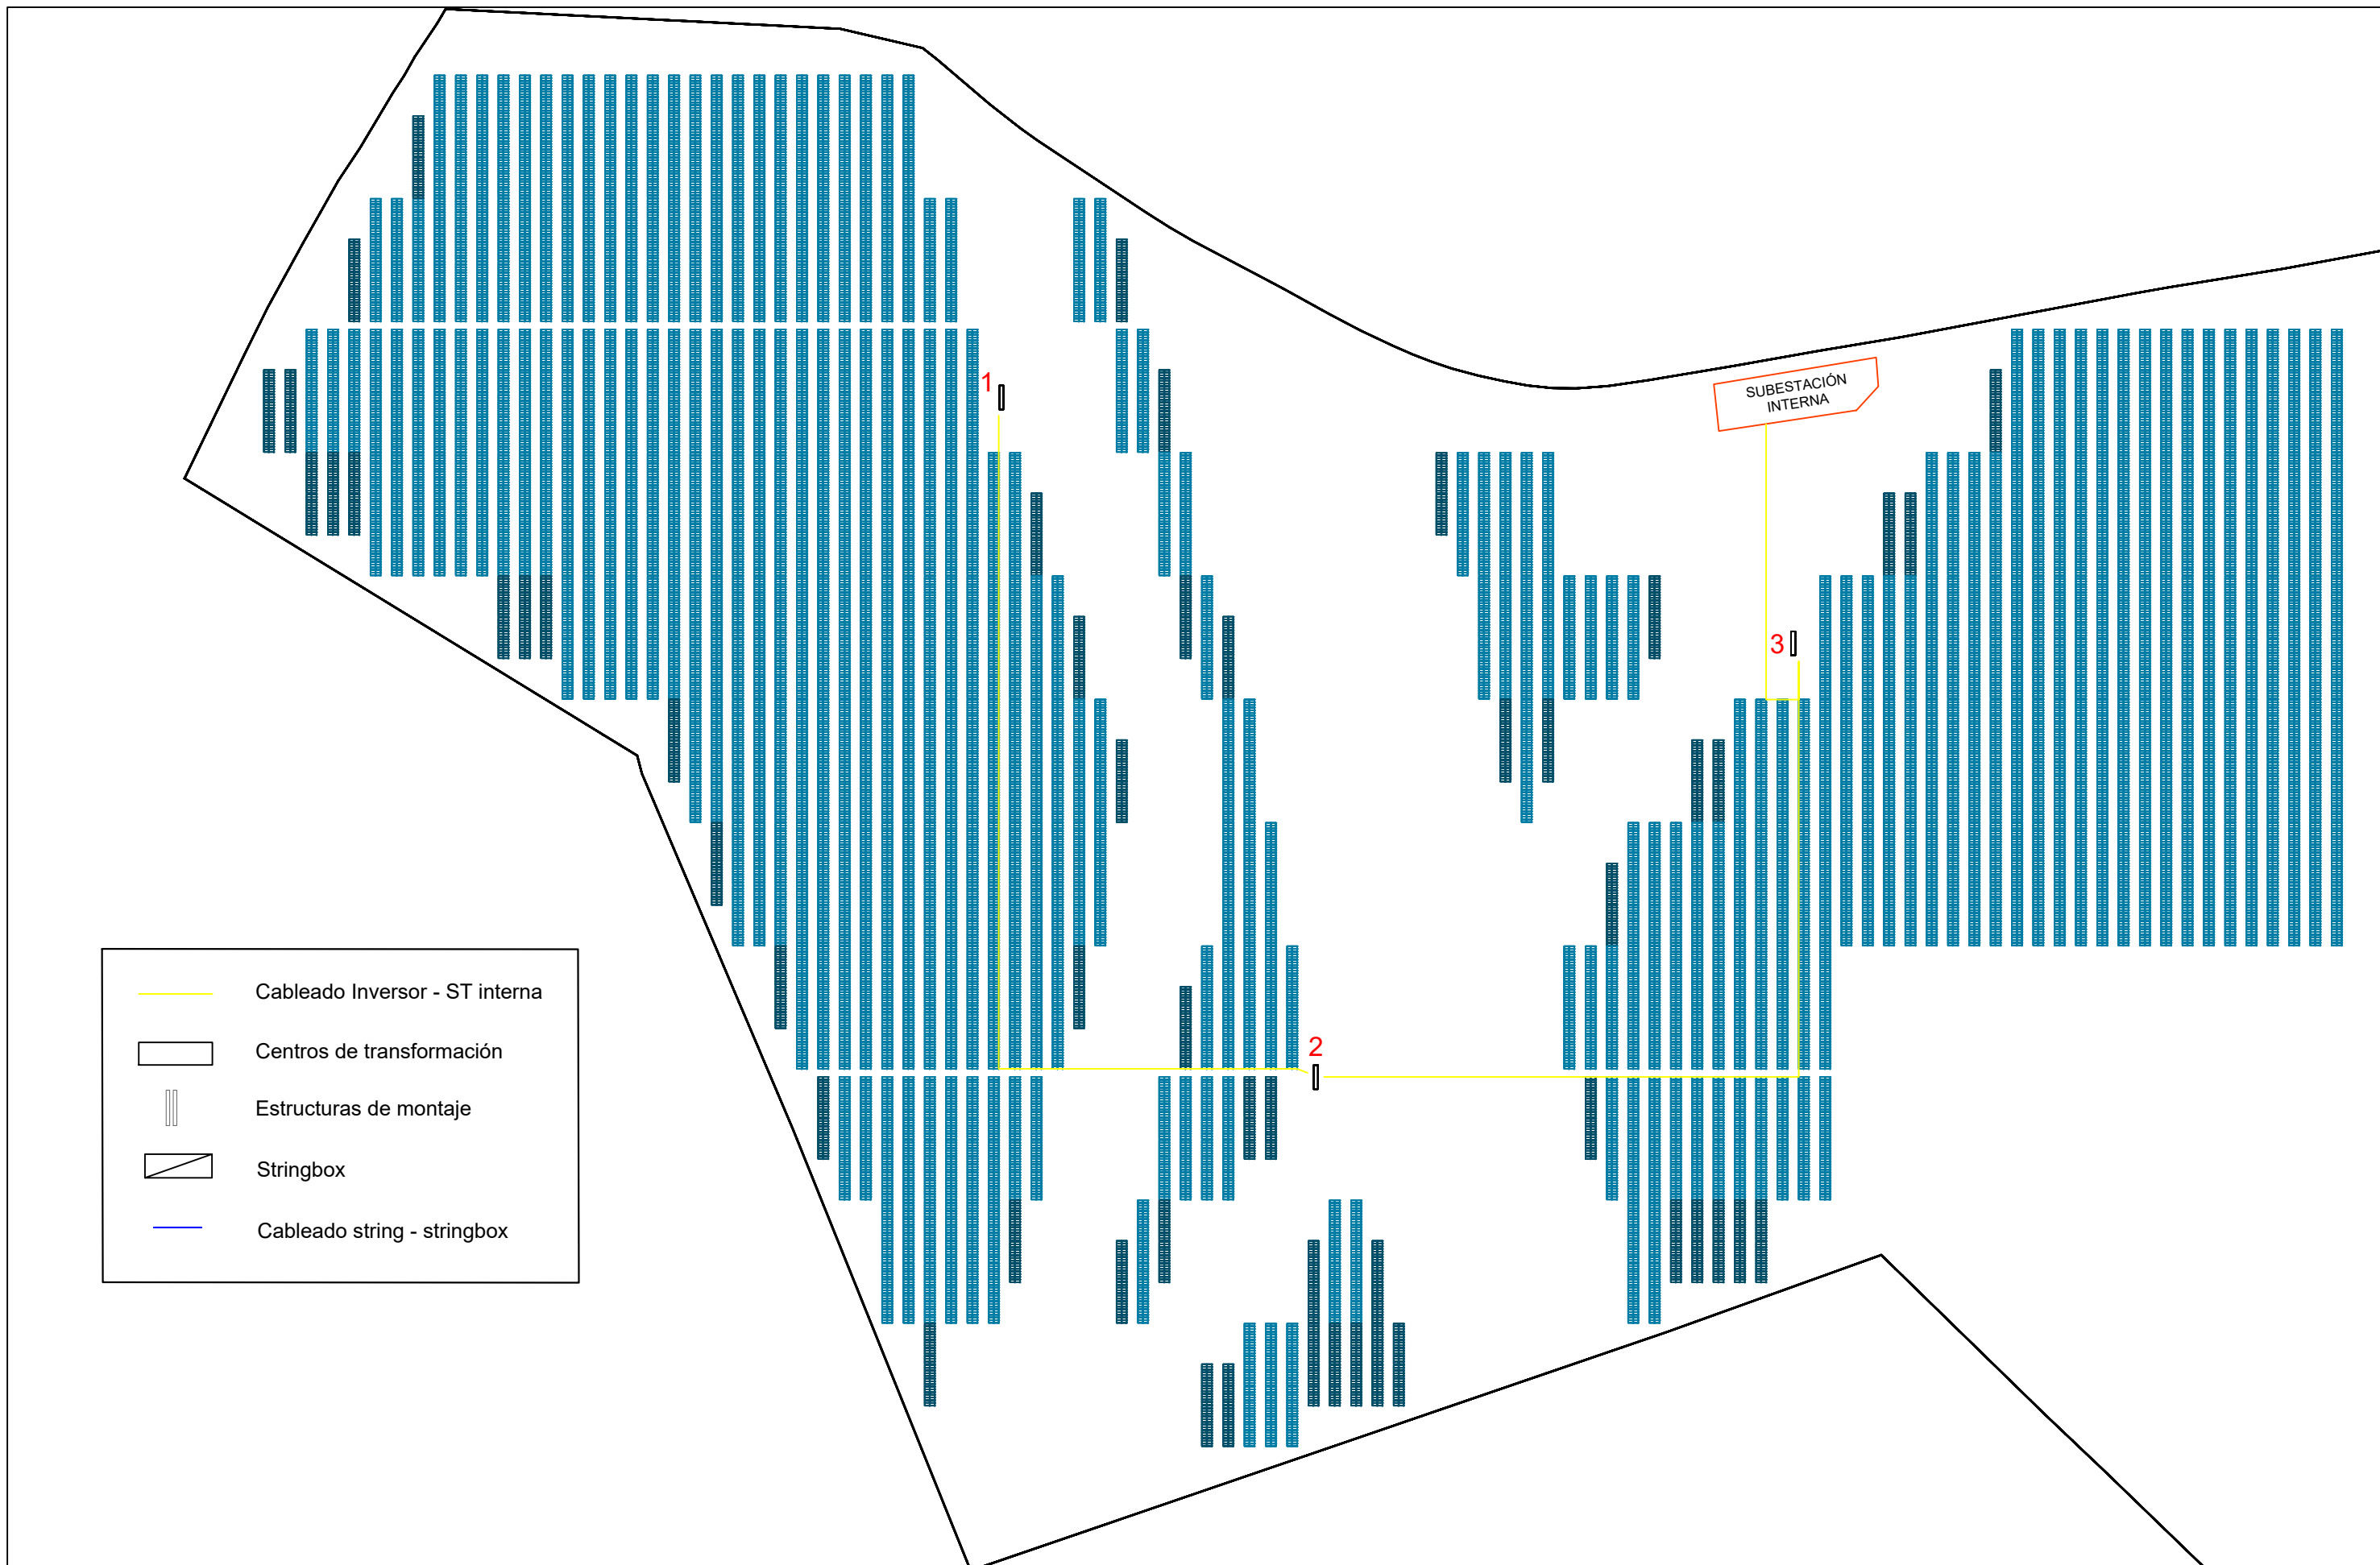 1
SUBESTACIÓN
INTERNA
3
Cableado Inversor - ST interna
Centros de transformación
Estructuras de montaje
Stringbox
Cableado string - stringbox
2